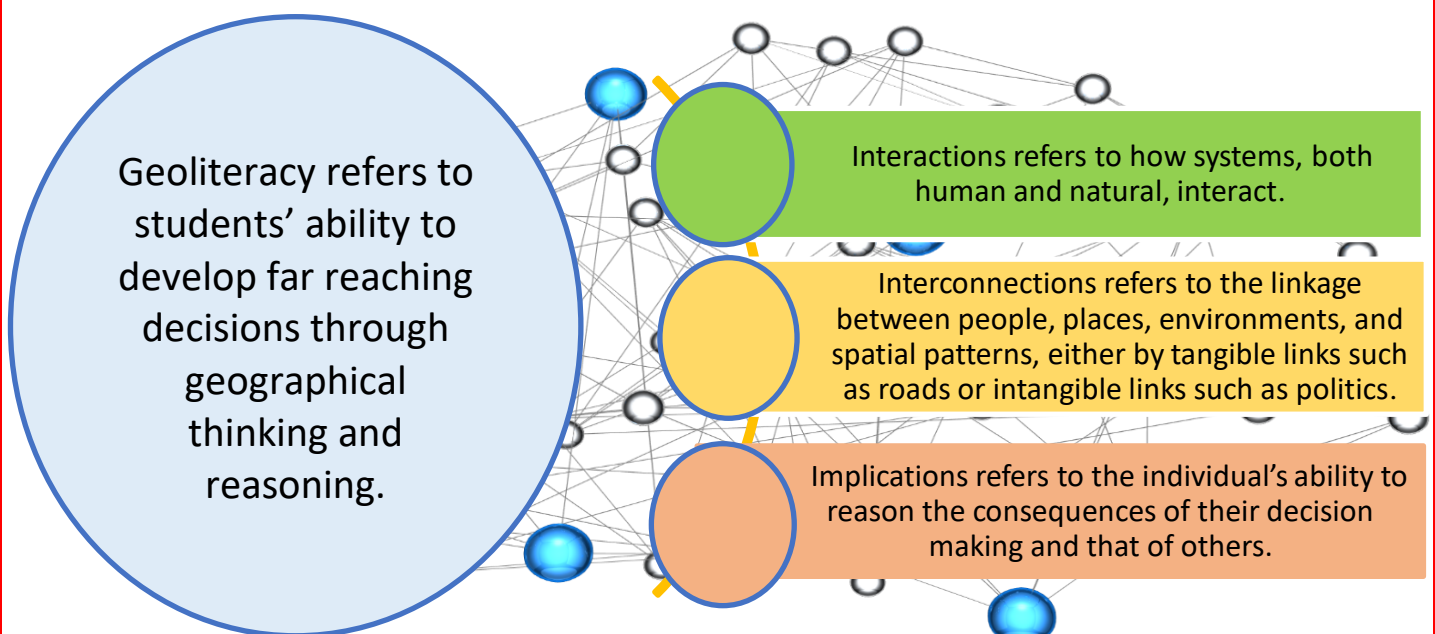 Geoliteracy refers to
students’ ability to
develop far reaching
decisions through
geographical
thinking and
reasoning.
Interactions refers to how systems, both
human and natural, interact.
Interconnections refers to the linkage
between people, places, environments, and
spatial patterns, either by tangible links such
as roads or intangible links such as politics.
Implications refers to the individual’s ability to
reason the consequences of their decision
making and that of others.